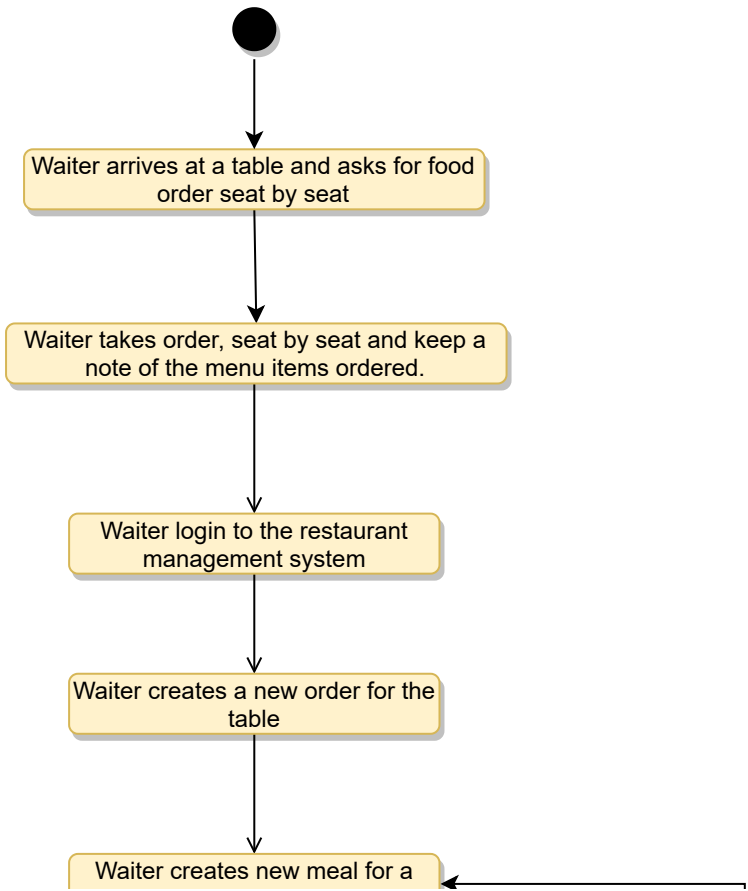 Waiter arrives at a table and asks for food
order seat by seat
Waiter takes order, seat by seat and keep a
note of the menu items ordered.
Waiter login to the restaurant
management system
Waiter creates a new order for the
table
Waiter creates new meal for a